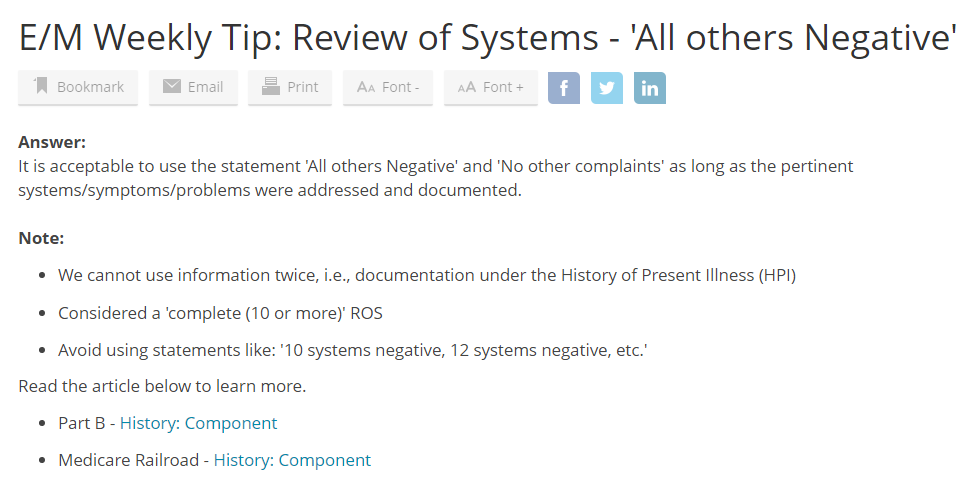 E/M Weekly Tip: Review of Systems - 'All others Negative'
Bookmark Email Print AA Font - AA Font + f in
Answer:
It is acceptable to use the statement 'All others Negative' and 'No other complaints' as long as the pertinent
systems/symptoms/problems were addressed and documented.
Note:
• We cannot use information twice, i.e., documentation under the History of Present Illness (HPI)
• Considered a 'complete (10 or more)' ROS
• Avoid using statements like: '10 systems negative, 12 systems negative, etc.'
Read the article below to learn more.
• Part B - History: Component
• Medicare Railroad - History: Component